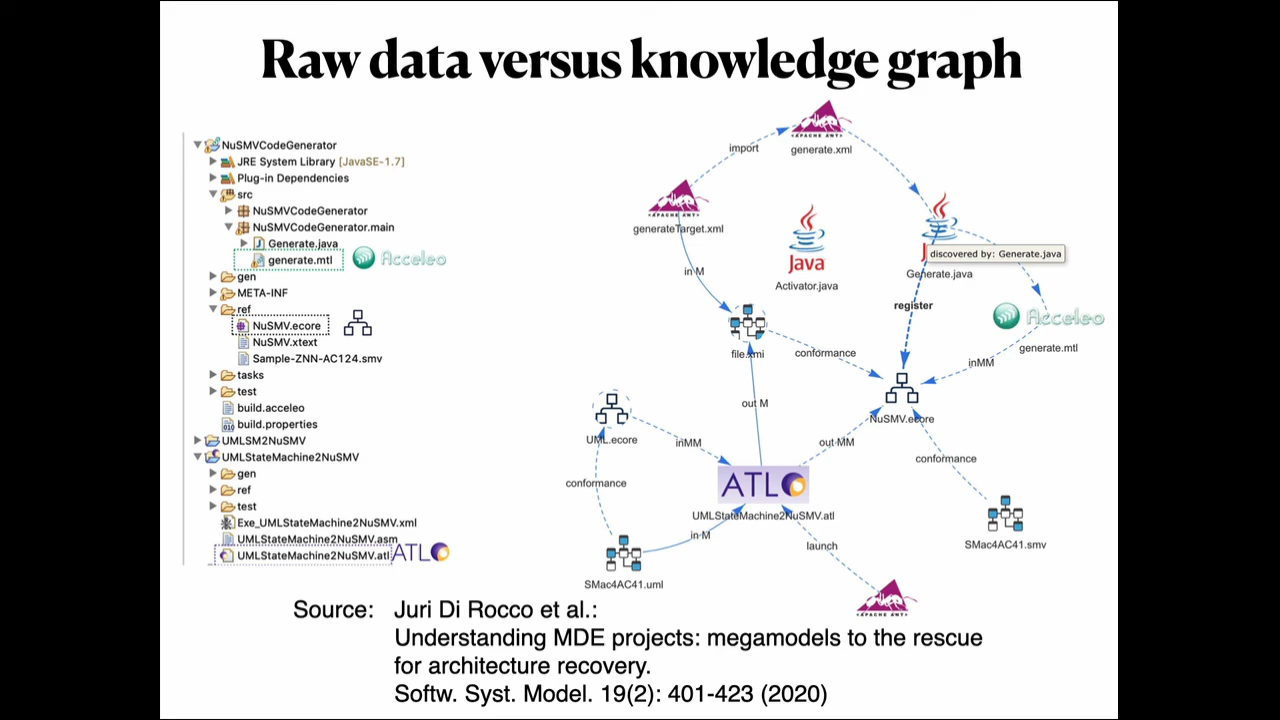 Raw data versus knowledge graph
NuSMVCodeGenerator
JRE System Library [JavaSE-1.7]
Plug-in Dependencies
src
NuSMVCodeGenerator
NuSMVCodeGenerator.main
Generate.java
generate.mtl
Acceleo
gen
META-INF
ref
NuSMV.ecore
NuSMV.xtext
Sample-ZNN-AC124.smv
tasks
test
build.acceleo
build.properties
UMLSM2NuSMV
UMLStateMachine2NuSMV
gen
ref
test
Exe_UMLStateMachine2NuSMV.xml
UMLStateMachine2NuSMV.asm
UMLStateMachine2NuSMV.atl
ATL
APACHE ANT
generate.xml
import
APACHE ANT
generateTarget.xml
Java
Activator.java
discovered by: Generate.java
Generate.java
in M
register
Acceleo
generate.mtl
file.xmi
conformance
inMM
NuSMV.ecore
out M
UML.ecore
inMM
out MM
conformance
conformance
ATL
UMLStateMachine2NuSMV.atl
in M
launch
SMac4AC41.smv
SMac4AC41.uml
APACHE ANT
Source: Juri Di Rocco et al.:
Understanding MDE projects: megamodels to the rescue
for architecture recovery.
Softw. Syst. Model. 19(2): 401-423 (2020)